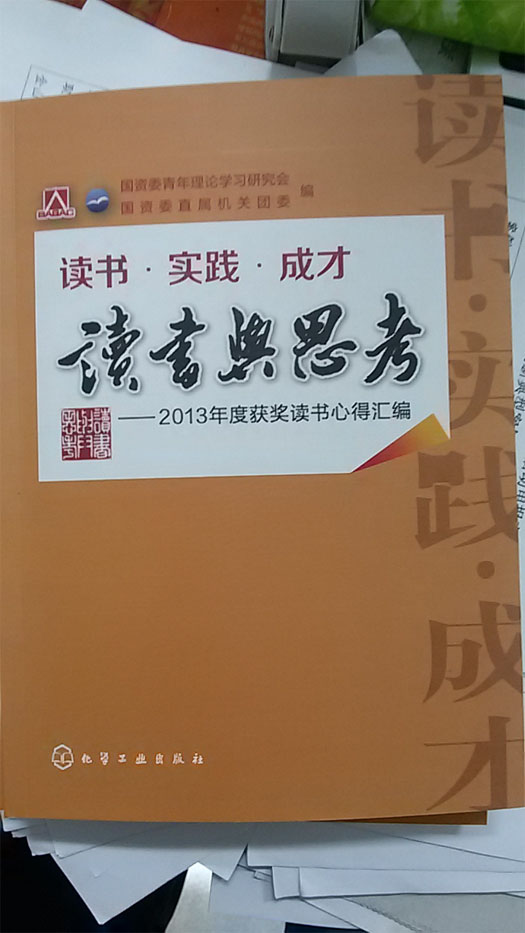 国资委青年理论学习研究会
国资委直属机关团委 编
读书·实践·成才
讀書與思考
——2013年度获奖读书心得汇编
化学工业出版社
读书·实践·成才